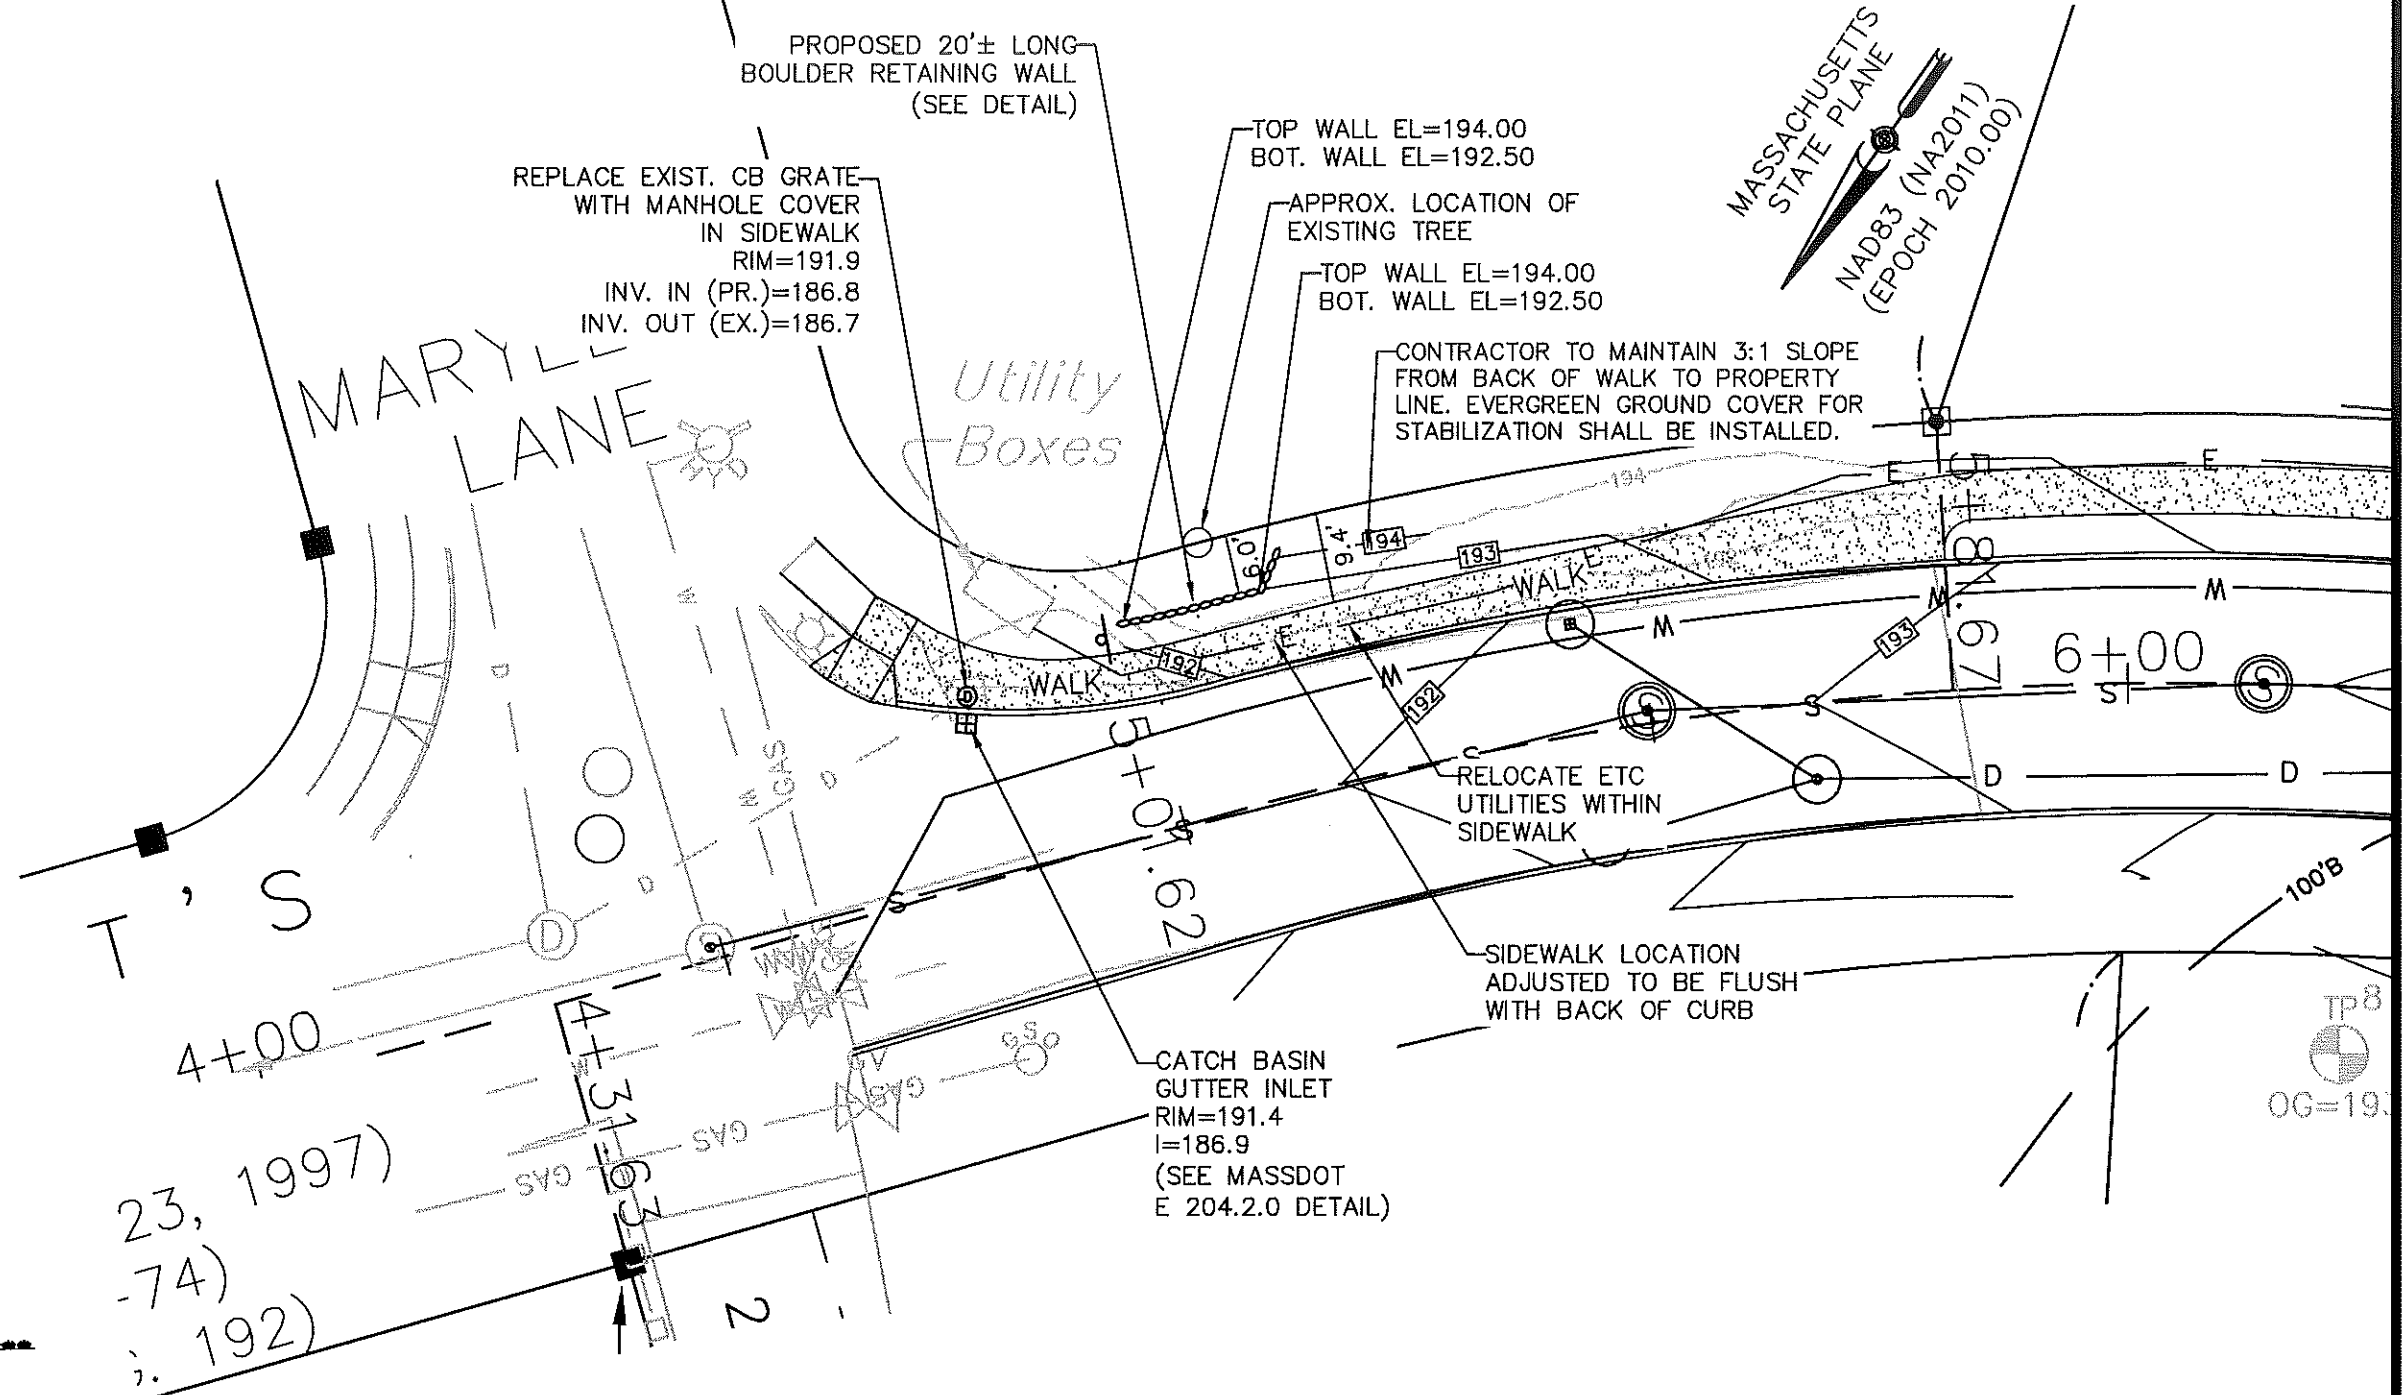 PROPOSED 20'± LONG
BOULDER RETAINING WALL
(SEE DETAIL)
TOP WALL EL=194.00
BOT. WALL EL=192.50
REPLACE EXIST. CB GRATE
WITH MANHOLE COVER
IN SIDEWALK
RIM=191.9
INV. IN (PR.)=186.8
INV. OUT (EX.)=186.7
APPROX. LOCATION OF
EXISTING TREE
TOP WALL EL=194.00
BOT. WALL EL=192.50
CONTRACTOR TO MAINTAIN 3:1 SLOPE
FROM BACK OF WALK TO PROPERTY
LINE. EVERGREEN GROUND COVER FOR
STABILIZATION SHALL BE INSTALLED.
MASSACHUSETTS
STATE PLANE
NAD83 (NA2011)
(EPOCH 2010.00)
LANE
Utility
Boxes
194
E
E
6.0'
9.4'
194
193
E
WALK
E
192
WALK
W
W
W
W
193
192
6+00
S
S
S
S
S
S
S
D
D
5+01.62
RELOCATE ETC
UTILITIES WITHIN
SIDEWALK
SIDEWALK LOCATION
ADJUSTED TO BE FLUSH
WITH BACK OF CURB
CATCH BASIN
GUTTER INLET
RIM=191.4
I=186.9
(SEE MASSDOT
E 204.2.0 DETAIL)
100'B
TP 8
T'S
D
D
D
D
GAS
4+00
4+31.63
GAS
GAS
GAS
GSO
23, 1997)
-74)
192)
2